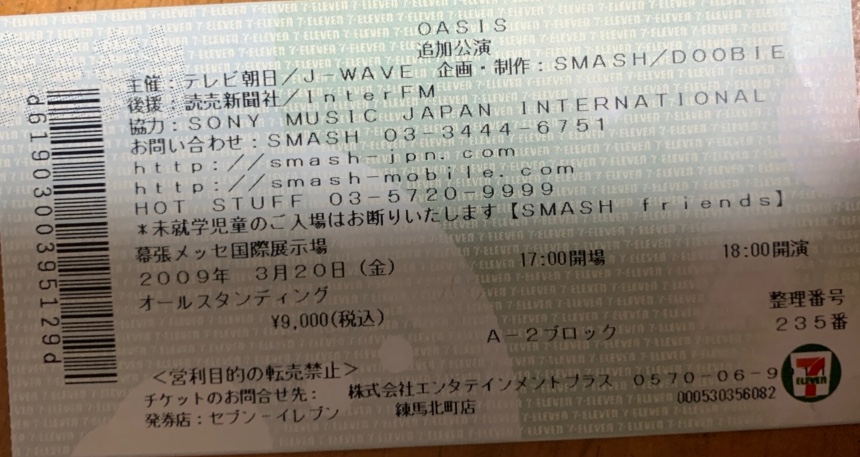 OASIS
追加公演
主催：テレビ朝日／J-WAVE 企画・制作：SMASH／DOOBIE
後援：読売新聞社／InterFM
協力：SONY MUSIC JAPAN INTERNATIONAL
お問い合わせ：SMASH 03-3444-6751
http://smash-jpn.com
http://smash-mobile.com
HOT STUFF 03-5720-9999
＊未就学児童のご入場はお断りいたします【SMASH friends】
幕張メッセ国際展示場
2009年 3月20日（金） 17:00開場 18:00開演
オールスタンディング 整理番号
¥9,000(税込) A-2ブロック 235番
＜営利目的の転売禁止＞
チケットのお問合せ先： 株式会社エンタテインメントプラス 0570-06-9
発券店：セブン-イレブン 練馬北町店 000530356082
7-ELEVEN
d6190300395129d